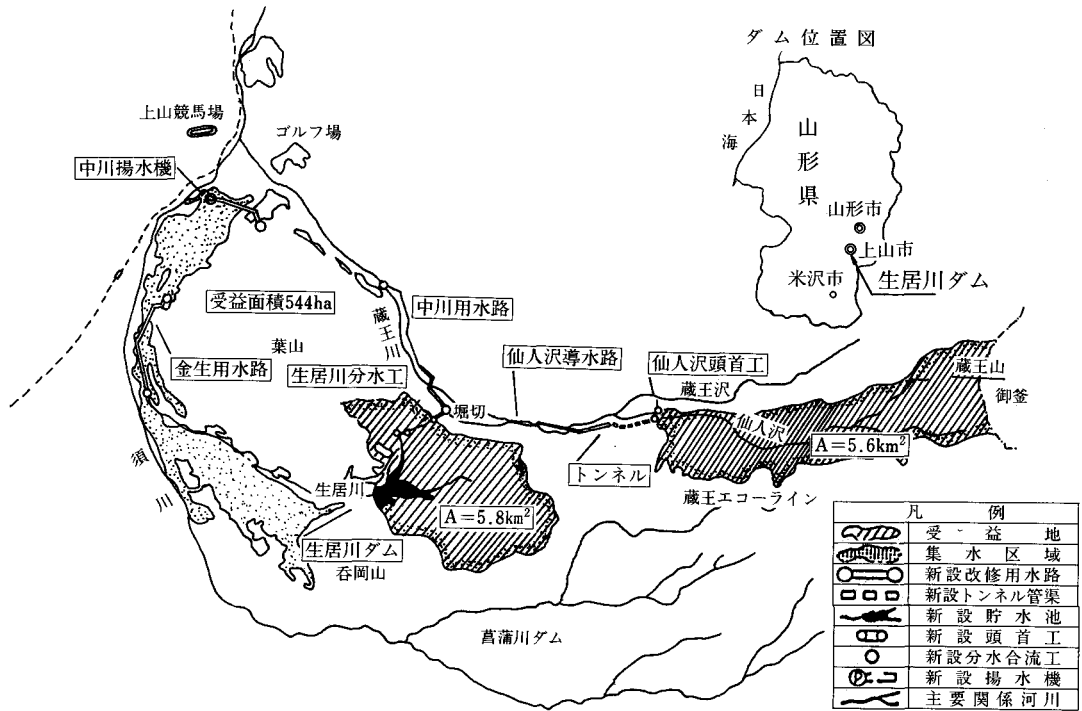 ダム位置図
日本海
山形県
山形市
上山市
米沢市
生居川ダム
上山競馬場
ゴルフ場
中川揚水機
受益面積544ha
中川用水路
蔵王川
葉山
金生用水路
生居川分水工
堀切
仙人沢導水路
仙人沢頭首工
蔵王沢
蔵王山
御釜
仙人沢
A=5.6km²
トンネル
蔵王エコーライン
須川
生居川
A=5.8km²
生居川ダム
呑岡山
菖蒲川ダム
凡例
受益地
集水区域
新設改修用水路
新設トンネル管渠
新設貯水池
新設頭首工
新設分水合流工
P
新設揚水機
主要関係河川